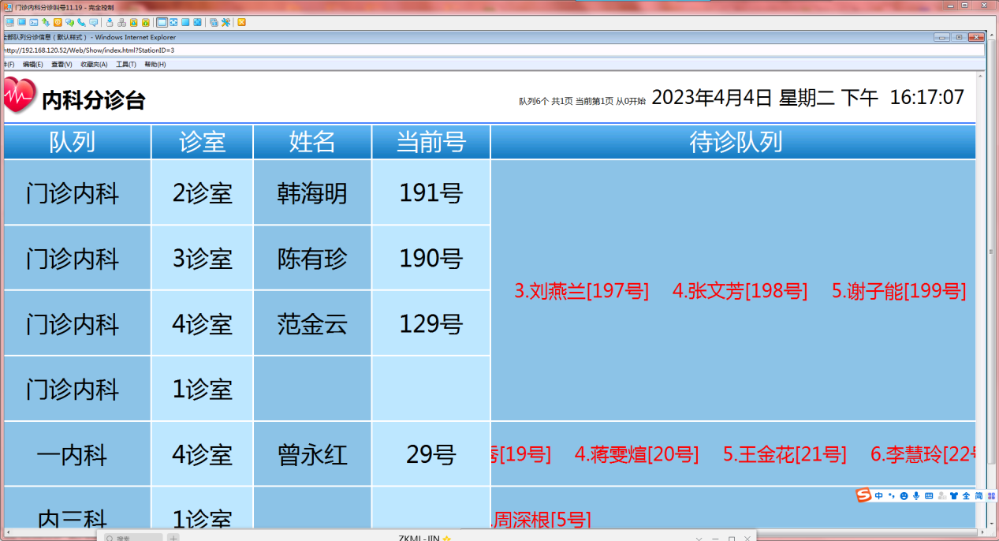 门诊内科分诊叫号11.19 - 完全控制
全部队列分诊信息（默认样式） - Windows Internet Explorer
http://192.168.120.52/Web/Show/index.html?StationID=3
件(F) 编辑(E) 查看(V) 收藏夹(A) 工具(T) 帮助(H)
内科分诊台 队列6个 共1页 当前第1页 从0开始 2023年4月4日 星期二 下午 16:17:07
队列 诊室 姓名 当前号 待诊队列
门诊内科 2诊室 韩海明 191号
门诊内科 3诊室 陈有珍 190号
3.刘燕兰[197号] 4.张文芳[198号] 5.谢子能[199号]
门诊内科 4诊室 范金云 129号
门诊内科 1诊室
一内科 4诊室 曾永红 29号 秀[19号] 4.蒋雯煊[20号] 5.王金花[21号] 6.李慧玲[22号
中 全 简
内三科 1诊室 .周深根[5号]
搜索 ZKML-JIN